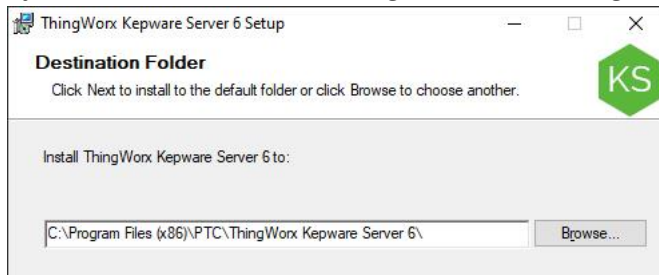 ThingWorx Kepware Server 6 Setup
Destination Folder
Click Next to install to the default folder or click Browse to choose another.
KS
Install ThingWorx Kepware Server 6 to:
C:\Program Files (x86)\PTC\ThingWorx Kepware Server 6\
Browse...